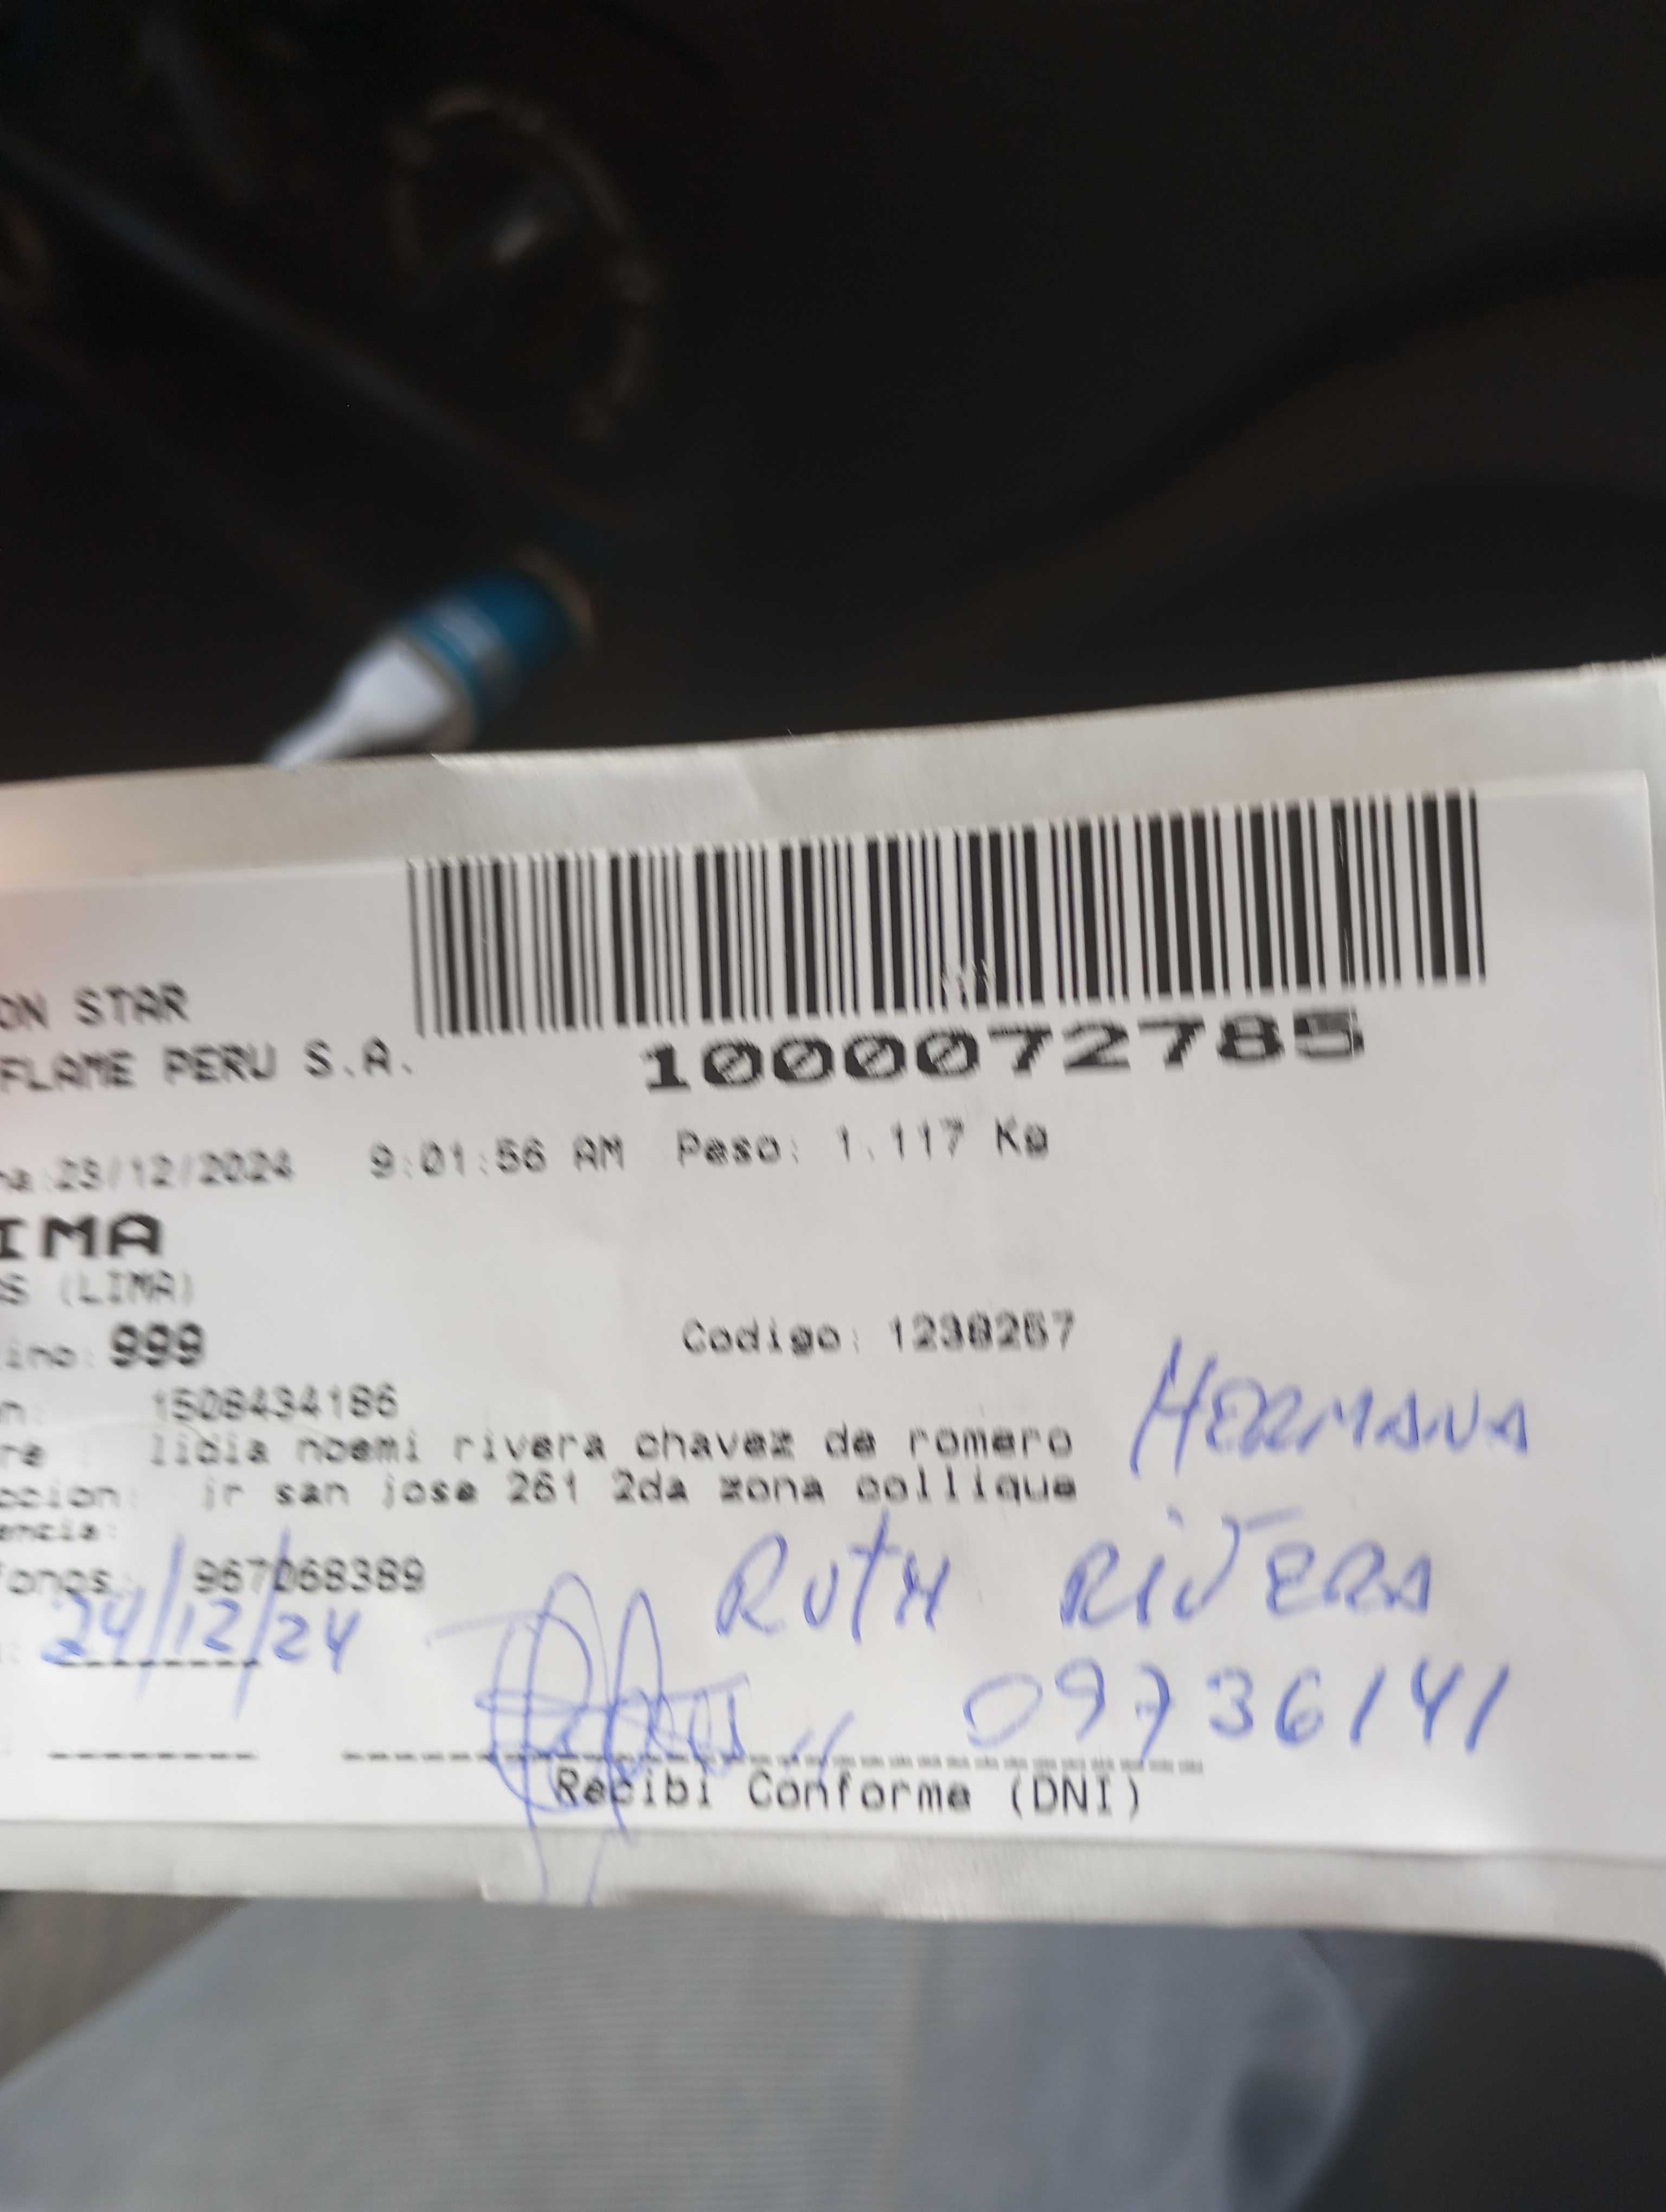 ON STAR
FLAME PERU S.A.
1000072785
ha:23/12/2024 9:01:56 AM Peso: 1.117 Kg
IMA
OS (LIMA)
ino: 999 Codigo: 1238257
n: 1508434186
re : lidia noemi rivera chavez de romero HERMANA
ccion: jr san jose 261 2da zona collique
encia:
fonos: 967068389 RUTH RIVERA
: 24/12/24
09736141
Recibi Conforme (DNI)